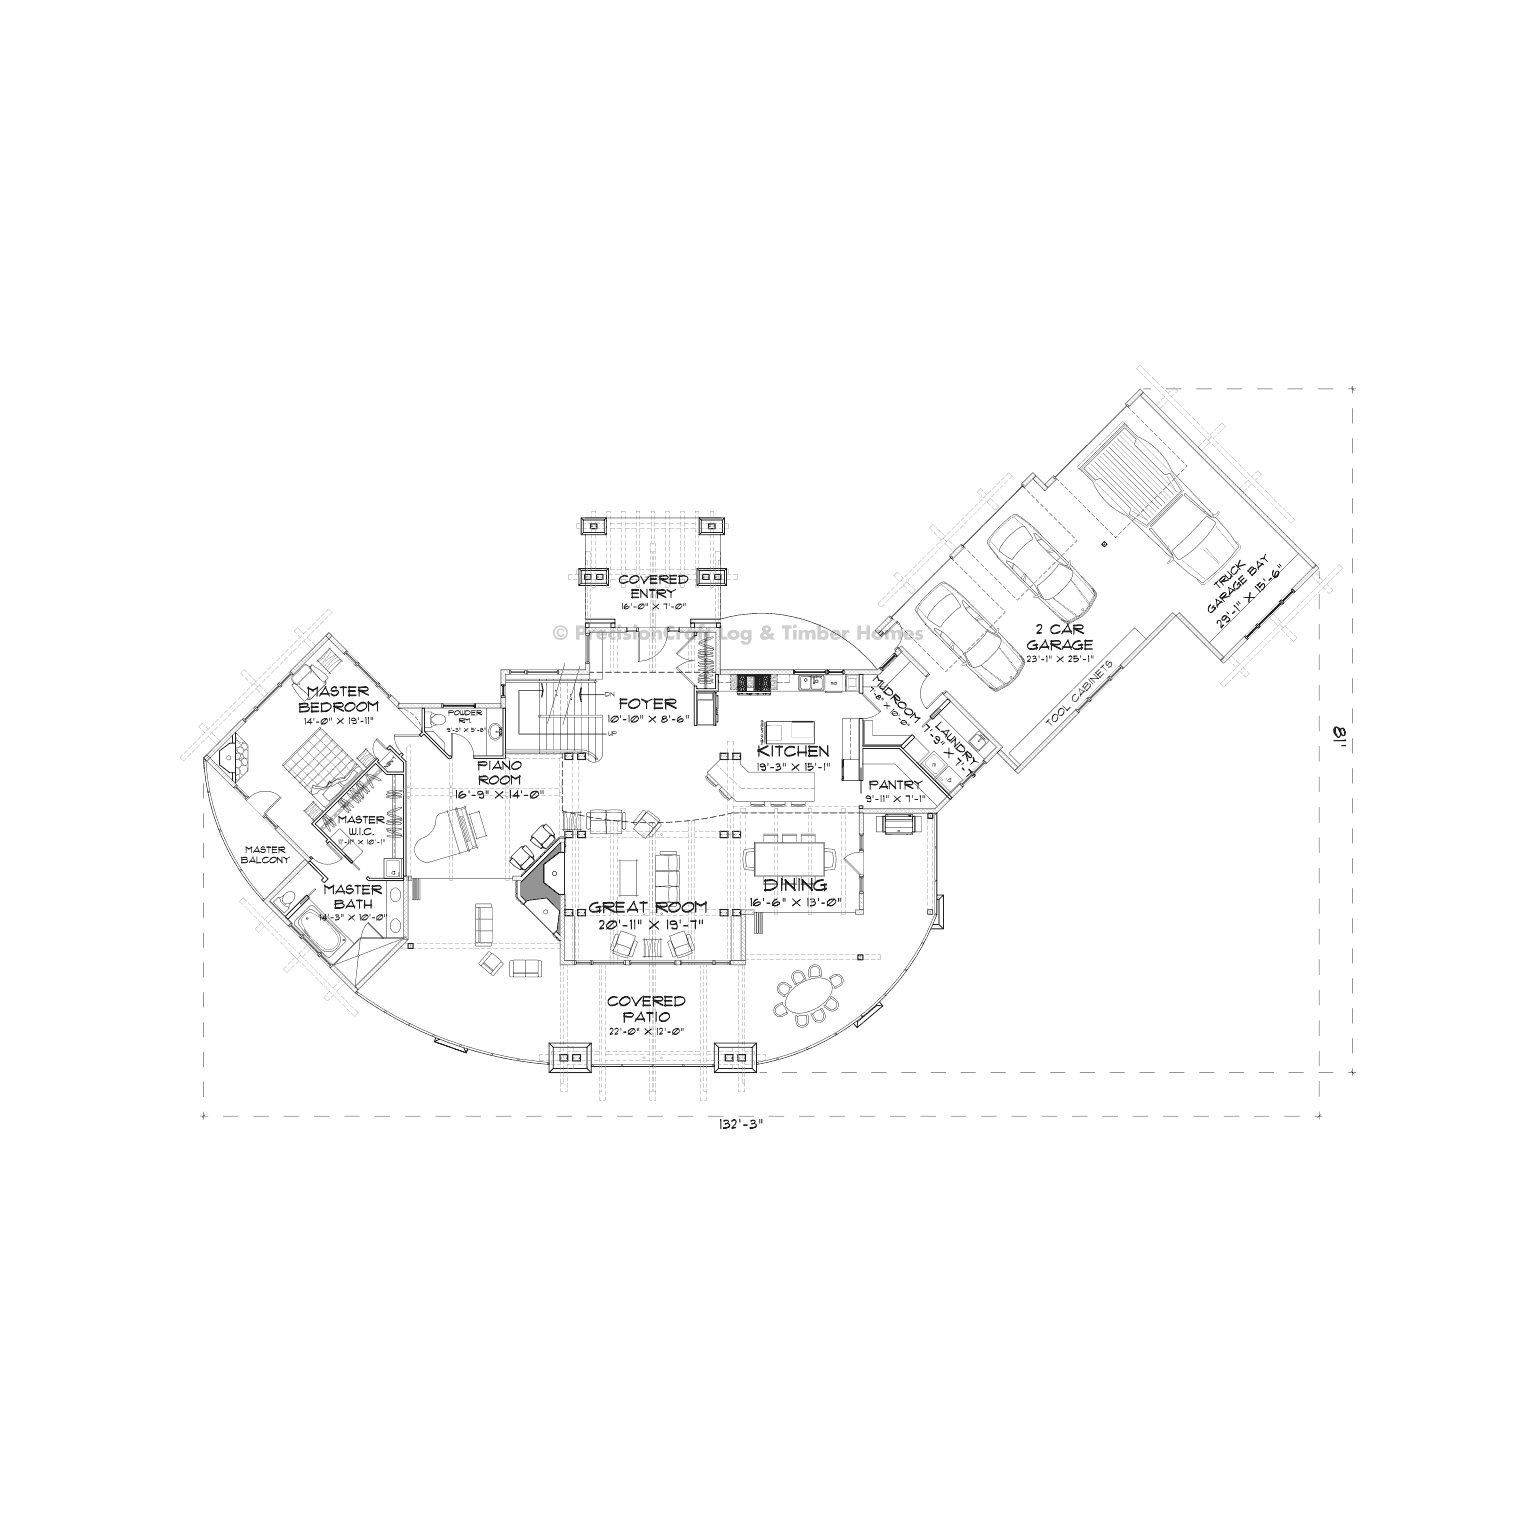 COVERED
ENTRY
16'-0" X 7'-0"
© PrecisionCraft Log & Timber Homes
TRUCK
GARAGE BAY
29'-1" X 15'-6"
2 CAR
GARAGE
23'-1" X 25'-1"
TOOL CABINETS
MASTER
BEDROOM
14'-0" X 19'-11"
POWDER
RM.
9'-3" X 5'-8"
DN
UP
FOYER
10'-10" X 8'-6"
MUDROOM
7'-8" X 10'-0"
LAUNDRY
7'-9" X 7'-7
81'
KITCHEN
19'-3" X 15'-1"
PIANO
ROOM
16'-9" X 14'-0"
PANTRY
9'-11" X 7'-1"
MASTER
W.I.C.
11'-11" X 10'-1"
MASTER
BALCONY
MASTER
BATH
14'-3" X 10'-0"
DINING
16'-6" X 13'-0"
GREAT ROOM
20'-11" X 19'-7"
COVERED
PATIO
22'-0" X 12'-0"
132'-3"